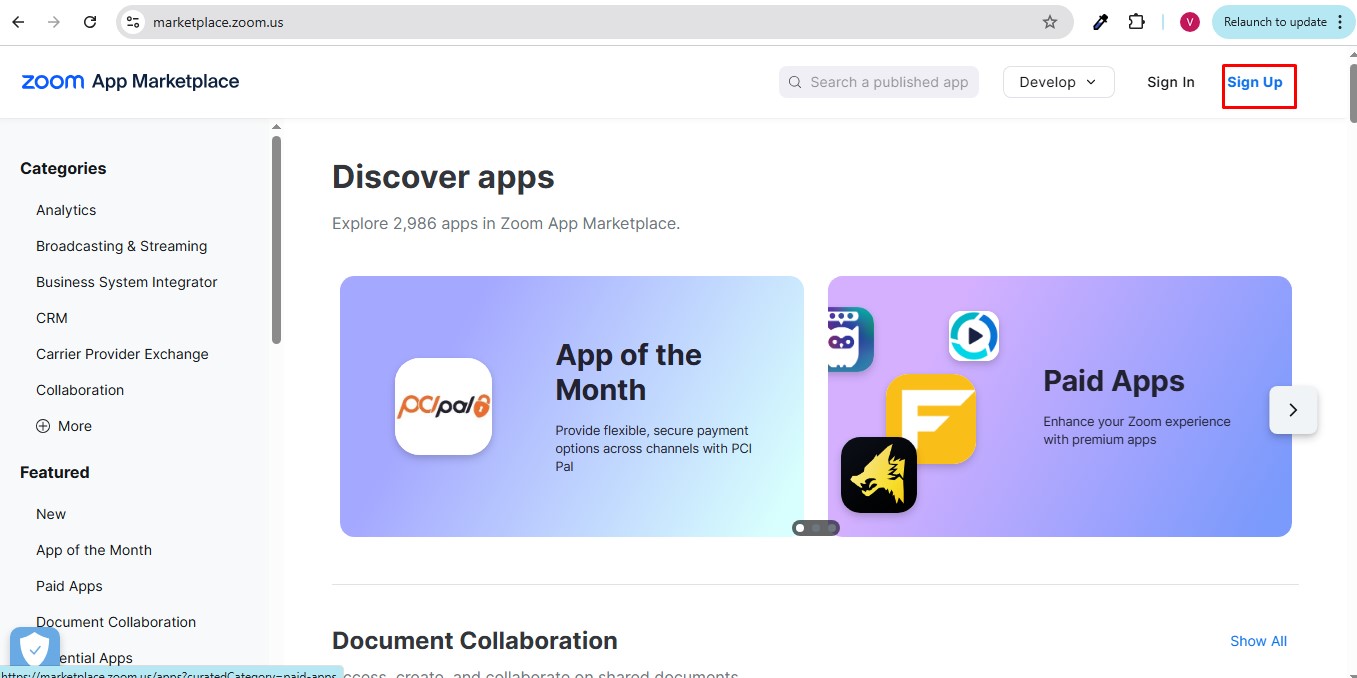 marketplace.zoom.us
V
Relaunch to update
zoom App Marketplace
Search a published app
Develop
Sign In
Sign Up
Categories
Analytics
Broadcasting & Streaming
Business System Integrator
CRM
Carrier Provider Exchange
Collaboration
More
Featured
New
App of the Month
Paid Apps
Document Collaboration
ential Apps
https://marketplace.zoom.us/apps?curatedCategory=paid-apps
Discover apps
Explore 2,986 apps in Zoom App Marketplace.
pcipal
App of the
Month
Provide flexible, secure payment
options across channels with PCI
Pal
F
Paid Apps
Enhance your Zoom experience
with premium apps
Document Collaboration
Show All
ccess, create, and collaborate on shared documents